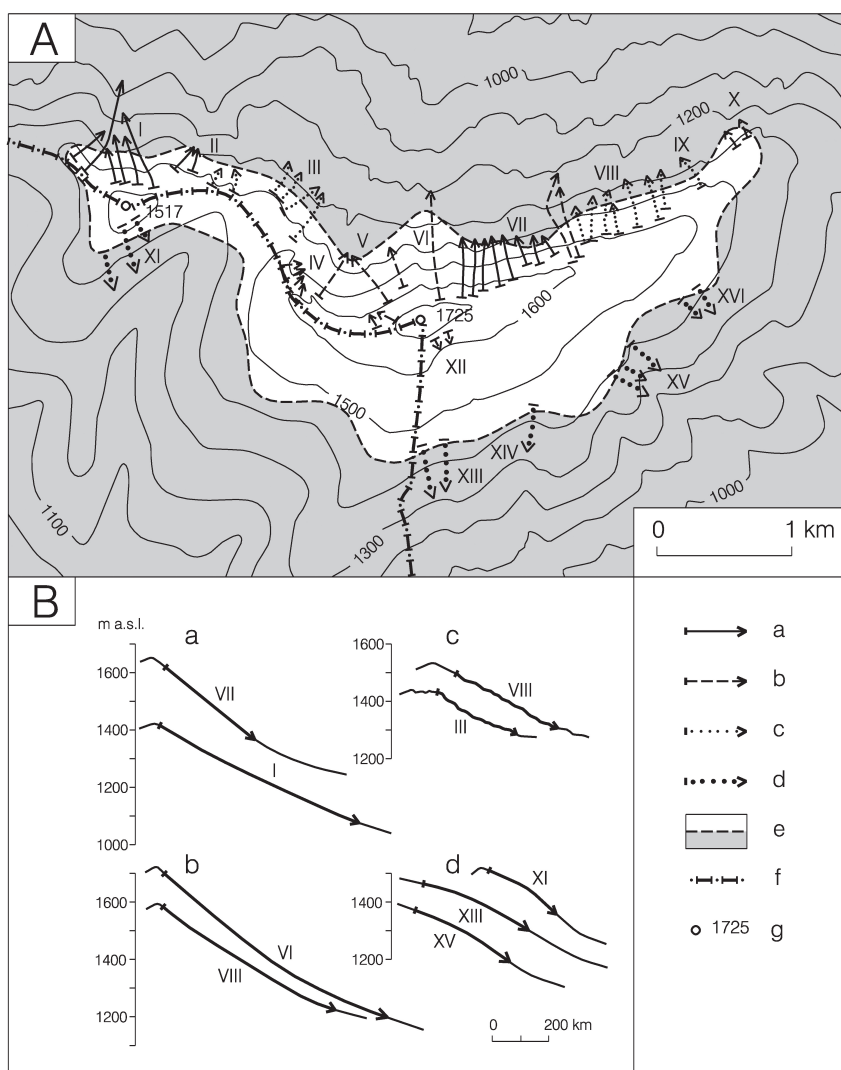 A
1000
1200
X
I
II
IX
III
VIII
V
VI
VII
1517
IV
XI
1600
XVI
1725
XII
XV
1500
XIV
XIII
1000
1100
1300
0 1 km
B
m a.s.l.
a
1600
VII
1400
I
1200
1000
c
1600
VIII
1400
III
1200
b
1600
VI
1400
VIII
1200
d
XI
1400
XIII
XV
1200
0 200 km
a
b
c
d
e
f
1725 g